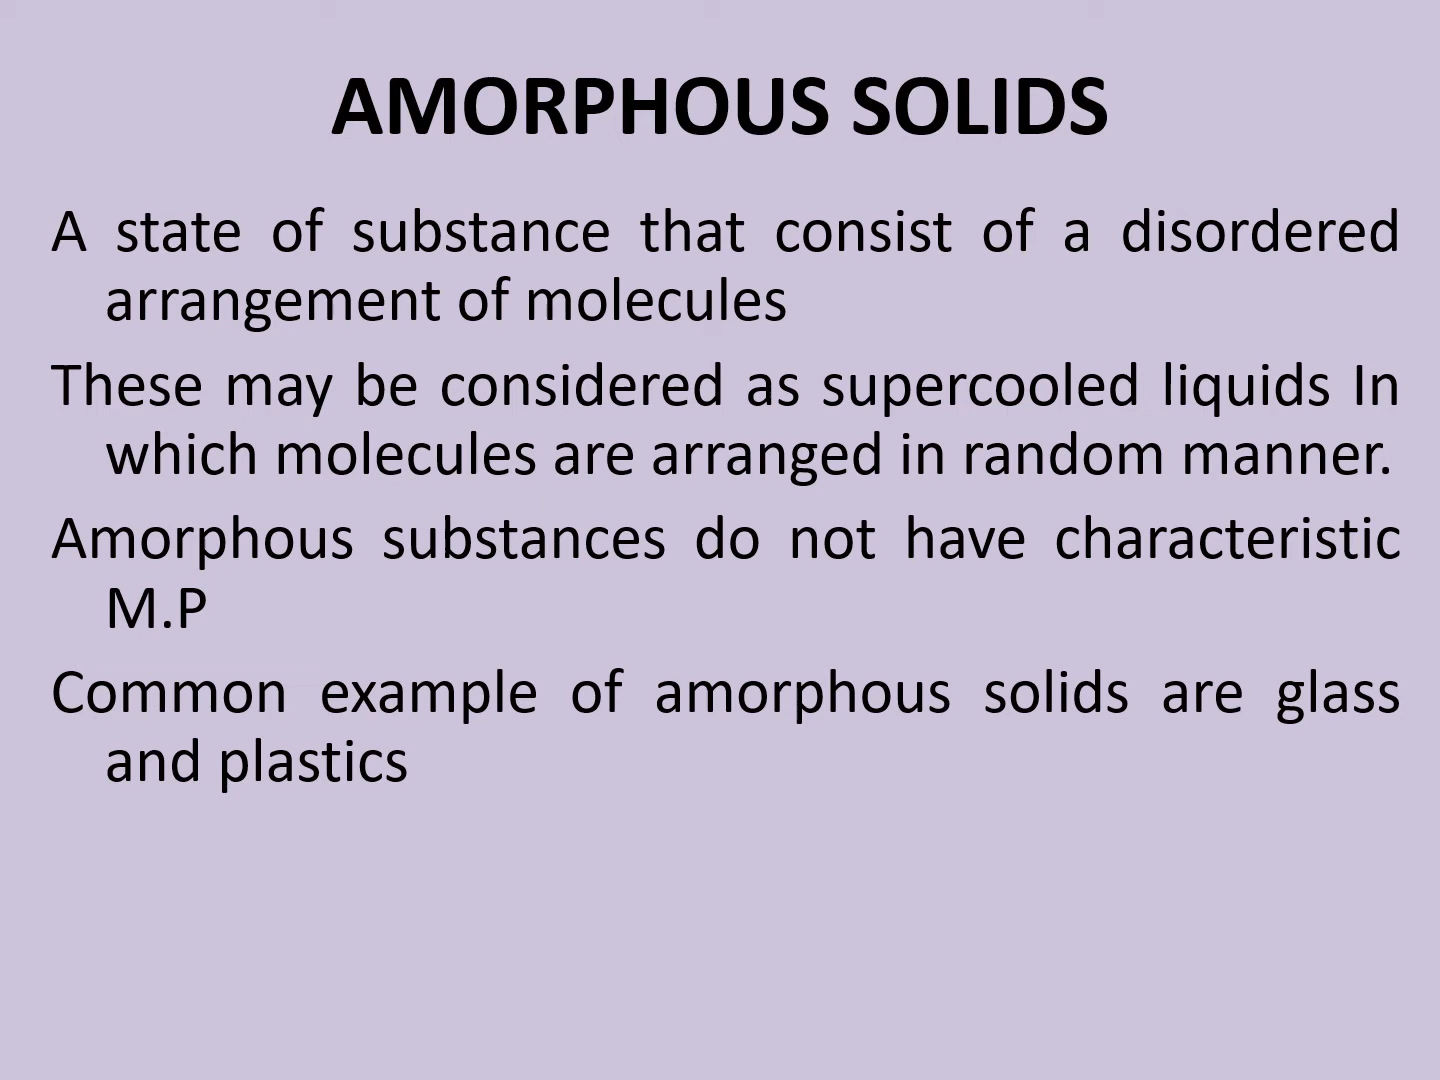 AMORPHOUS SOLIDS
A state of substance that consist of a disordered
arrangement of molecules
These may be considered as supercooled liquids In
which molecules are arranged in random manner.
Amorphous substances do not have characteristic
M.P
Common example of amorphous solids are glass
and plastics